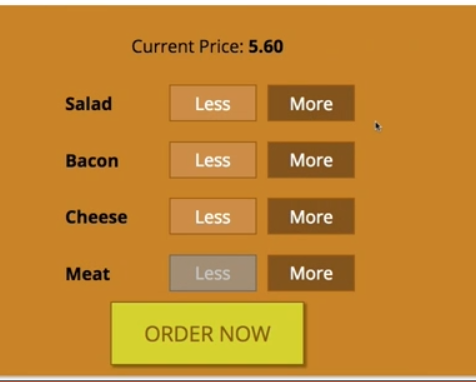 Current Price: 5.60
Salad Less More
Bacon Less More
Cheese Less More
Meat Less More
ORDER NOW